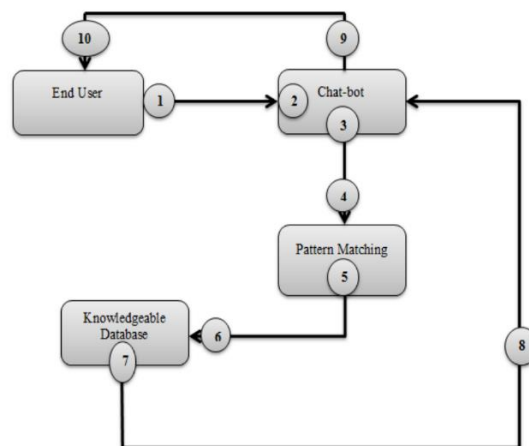 10
9
End User
1
2
Chat-bot
3
4
Pattern Matching
5
Knowledgeable
Database
6
7
8